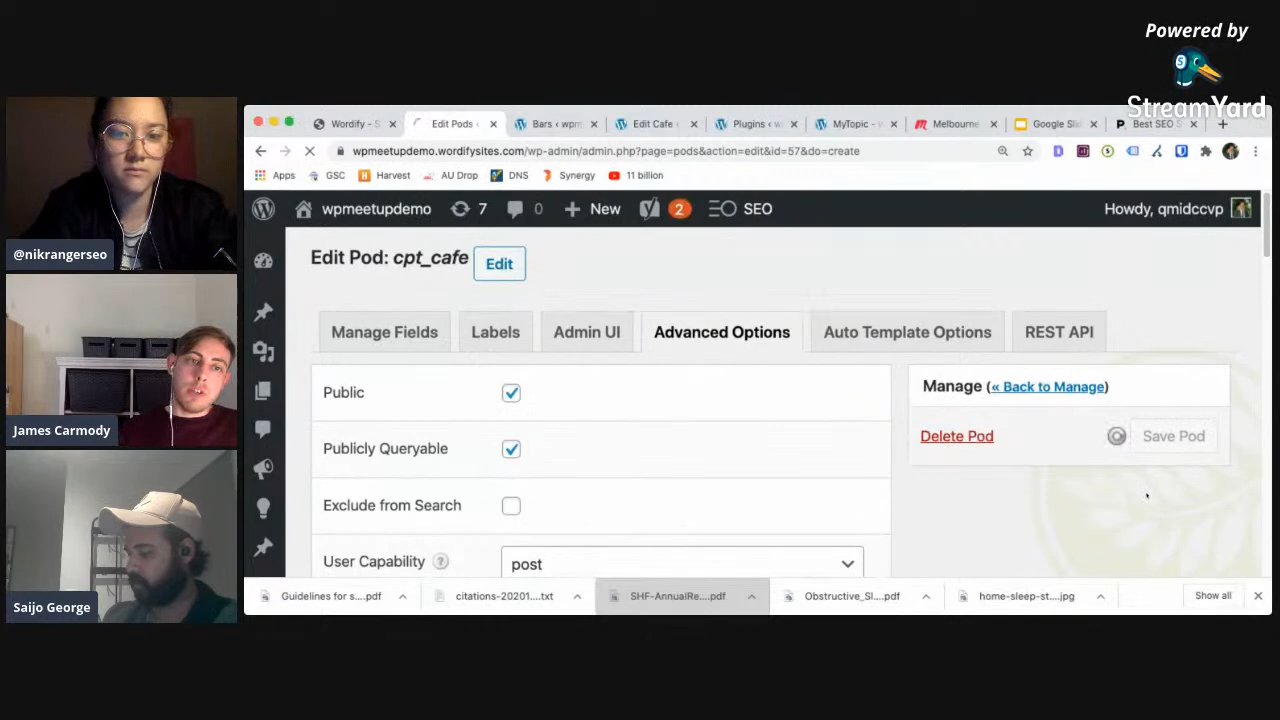 Powered by
StreamYard
@nikrangerseo
James Carmody
Saijo George
Wordify - S
Edit Pods <
Bars < wpm
Edit Cafe <
Plugins < w
MyTopic -
Melbourne
Google Sli
Best SEO S
wpmeetupdemo.wordifysites.com/wp-admin/admin.php?page=pods&action=edit&id=57&do=create
Apps GSC Harvest AU Drop DNS Synergy 11 billion
wpmeetupdemo 7 0 New 2 SEO Howdy, qmidccvp
Edit Pod: cpt_cafe Edit
Manage Fields Labels Admin UI Advanced Options Auto Template Options REST API
Public
Publicly Queryable
Exclude from Search
User Capability ? post
Manage (« Back to Manage)
Delete Pod Save Pod
Guidelines for s....pdf citations-20201....txt SHF-AnnualRe....pdf Obstructive_Sl....pdf home-sleep-st....jpg Show all